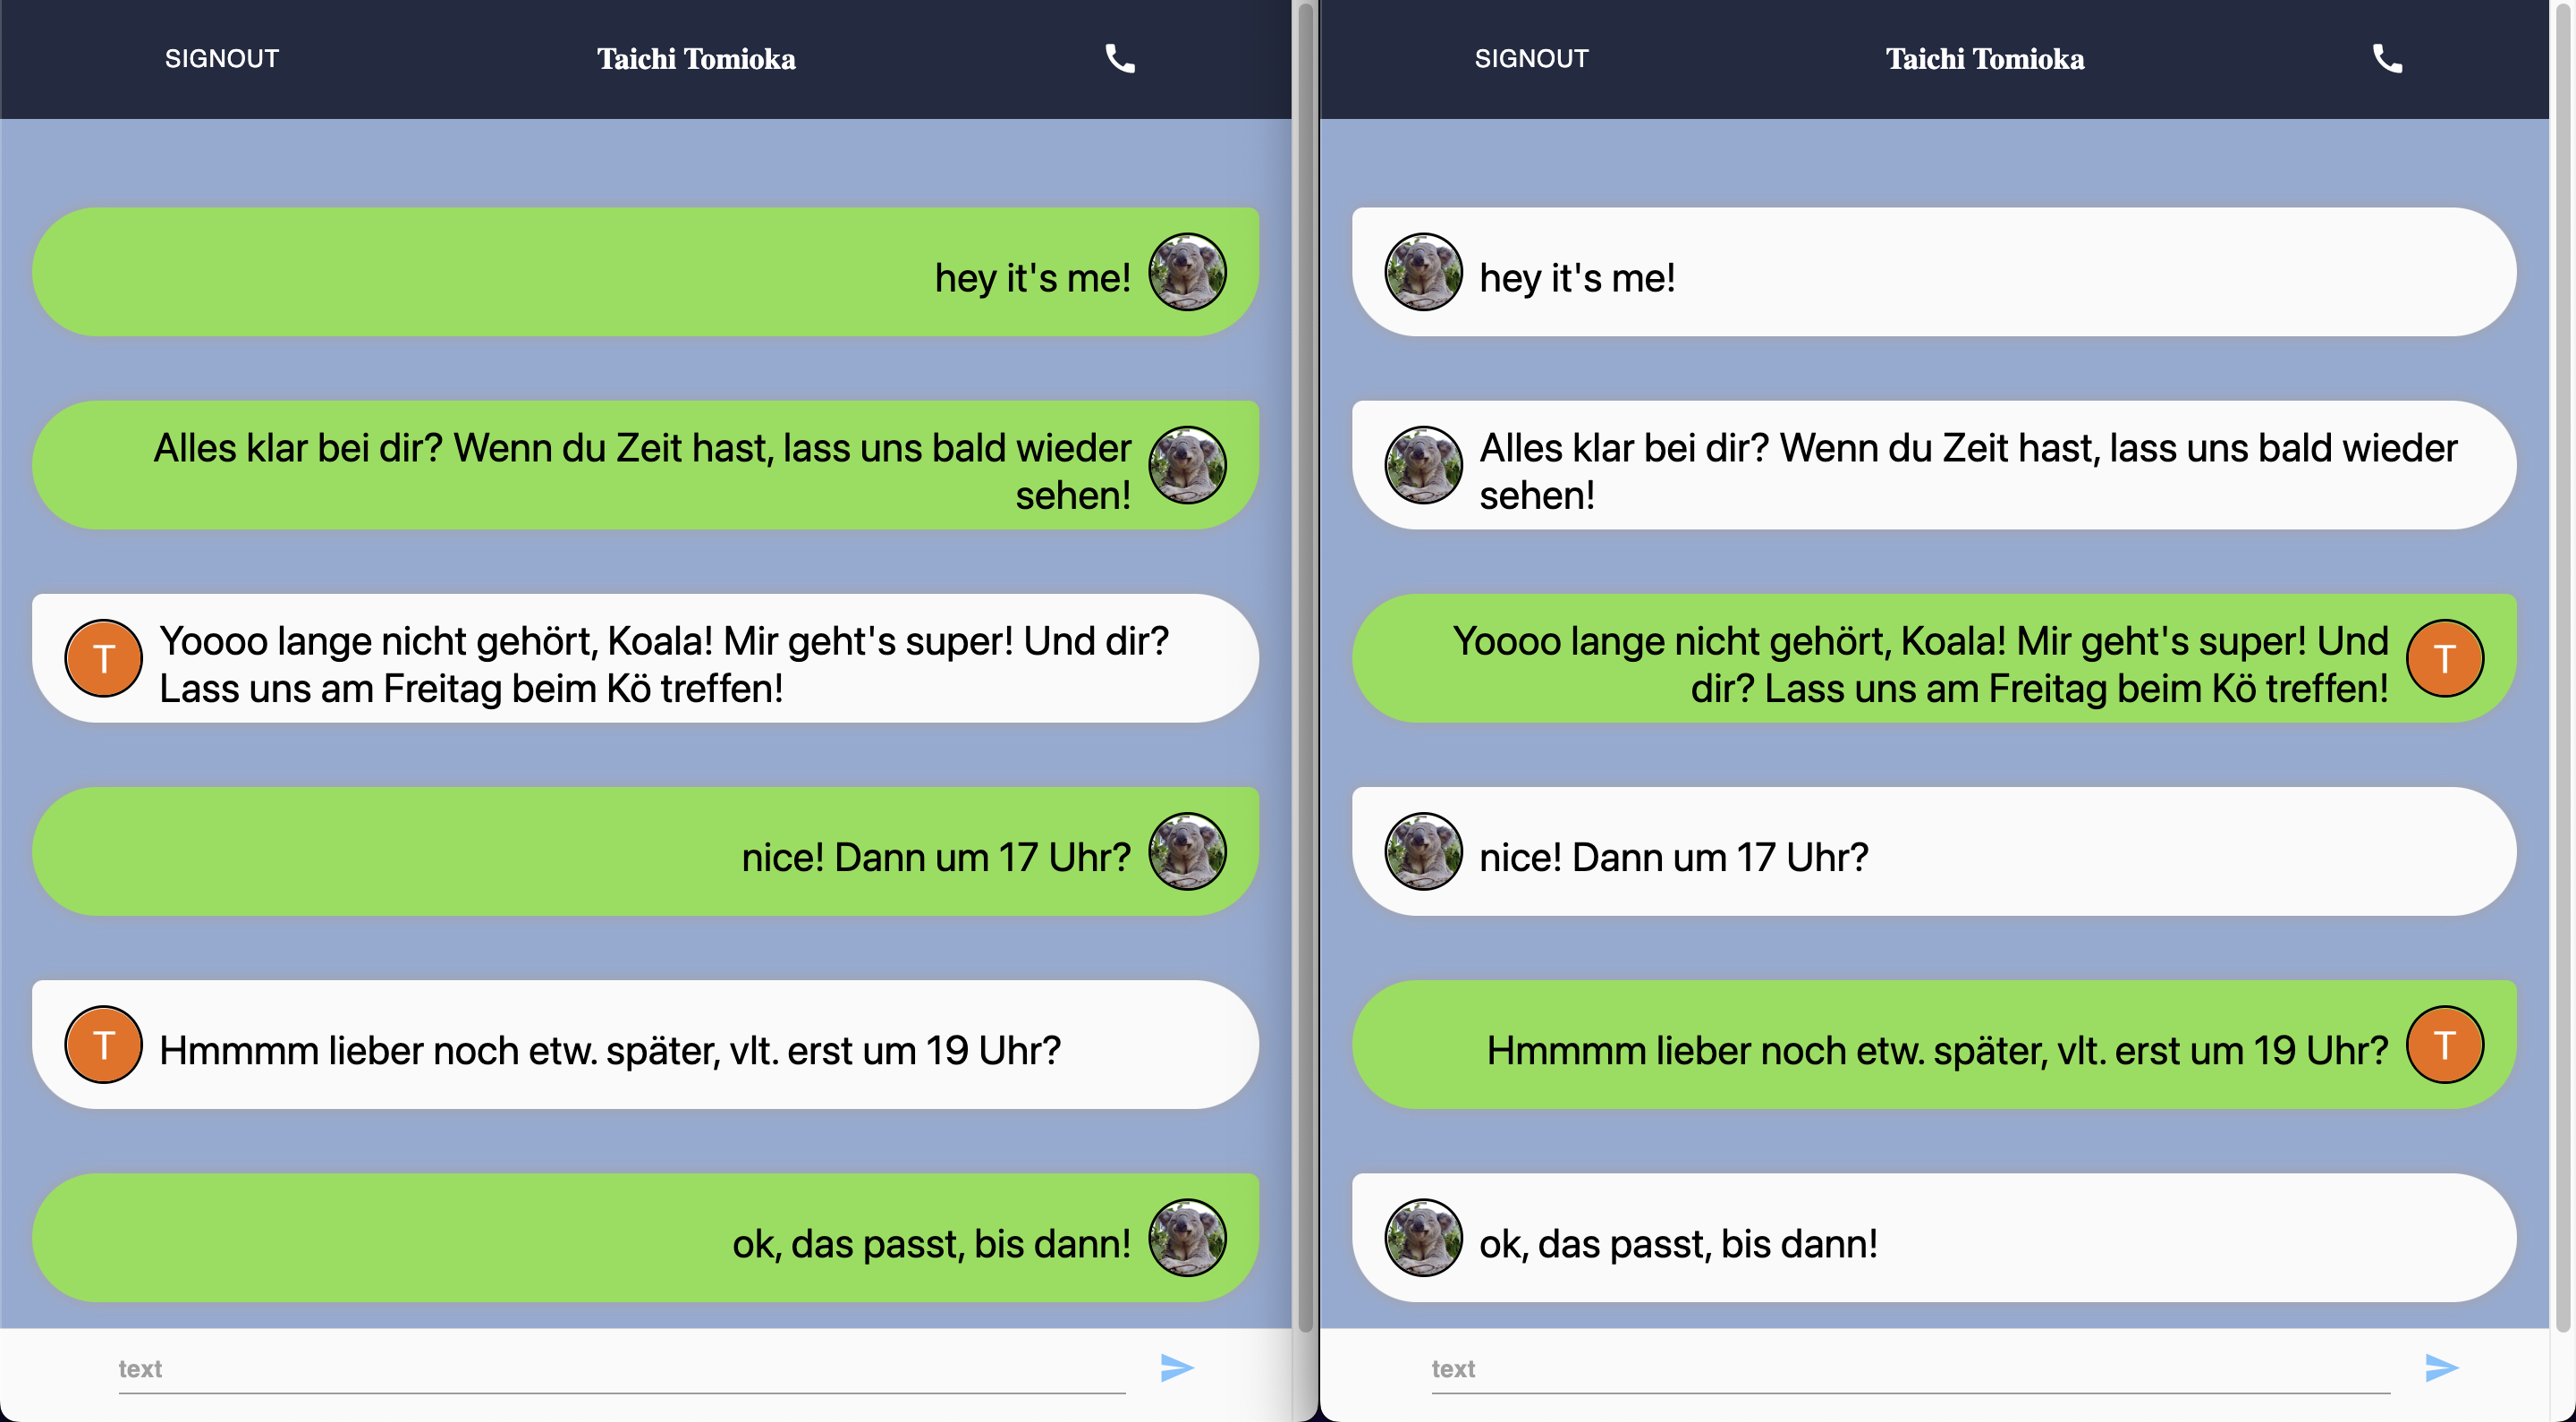 SIGNOUT
Taichi Tomioka
hey it's me!
Alles klar bei dir? Wenn du Zeit hast, lass uns bald wieder
sehen!
T
Yoooo lange nicht gehört, Koala! Mir geht's super! Und dir?
Lass uns am Freitag beim Kö treffen!
nice! Dann um 17 Uhr?
T
Hmmmm lieber noch etw. später, vlt. erst um 19 Uhr?
ok, das passt, bis dann!
text
SIGNOUT
Taichi Tomioka
hey it's me!
Alles klar bei dir? Wenn du Zeit hast, lass uns bald wieder
sehen!
Yoooo lange nicht gehört, Koala! Mir geht's super! Und
dir? Lass uns am Freitag beim Kö treffen!
T
nice! Dann um 17 Uhr?
Hmmmm lieber noch etw. später, vlt. erst um 19 Uhr?
T
ok, das passt, bis dann!
text